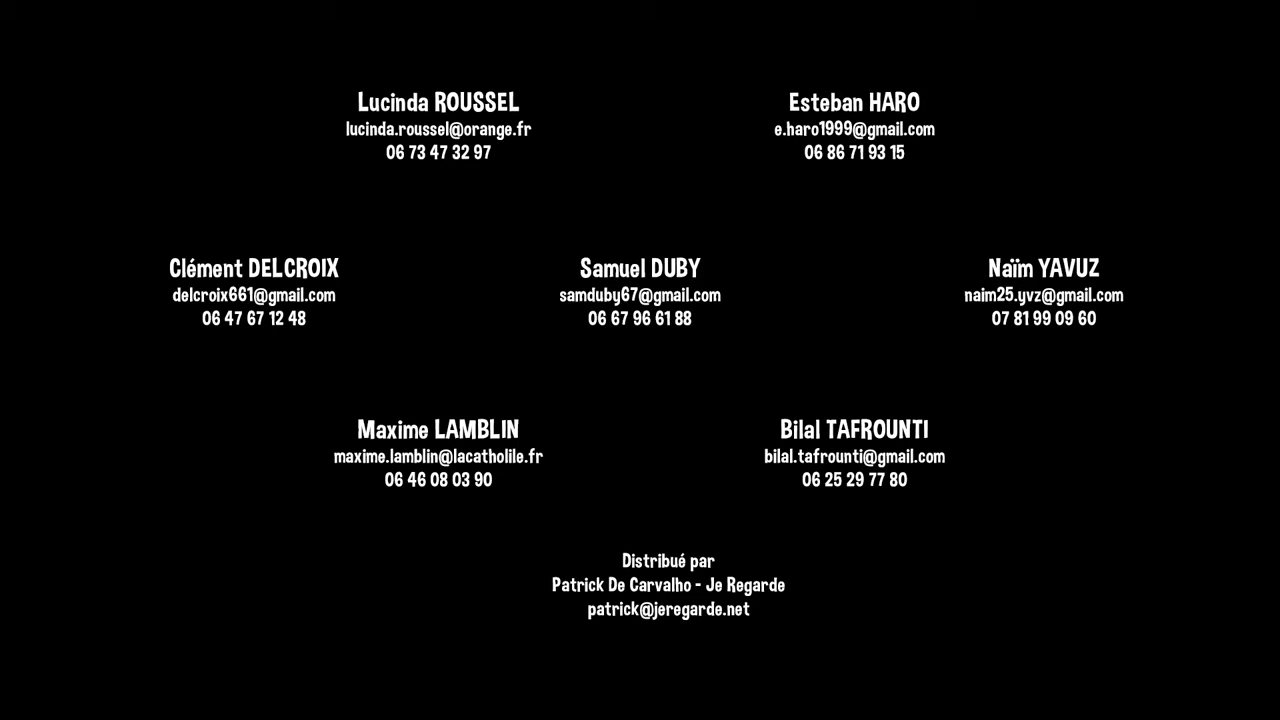 Lucinda ROUSSEL
lucinda.roussel@orange.fr
06 73 47 32 97
Esteban HARO
e.haro1999@gmail.com
06 86 71 93 15
Clément DELCROIX
delcroix661@gmail.com
06 47 67 12 48
Samuel DUBY
samduby67@gmail.com
06 67 96 61 88
Naïm YAVUZ
naim25.yvz@gmail.com
07 81 99 09 60
Maxime LAMBLIN
maxime.lamblin@lacatholile.fr
06 46 08 03 90
Bilal TAFROUNTI
bilal.tafrounti@gmail.com
06 25 29 77 80
Distribué par
Patrick De Carvalho - Je Regarde
patrick@jeregarde.net